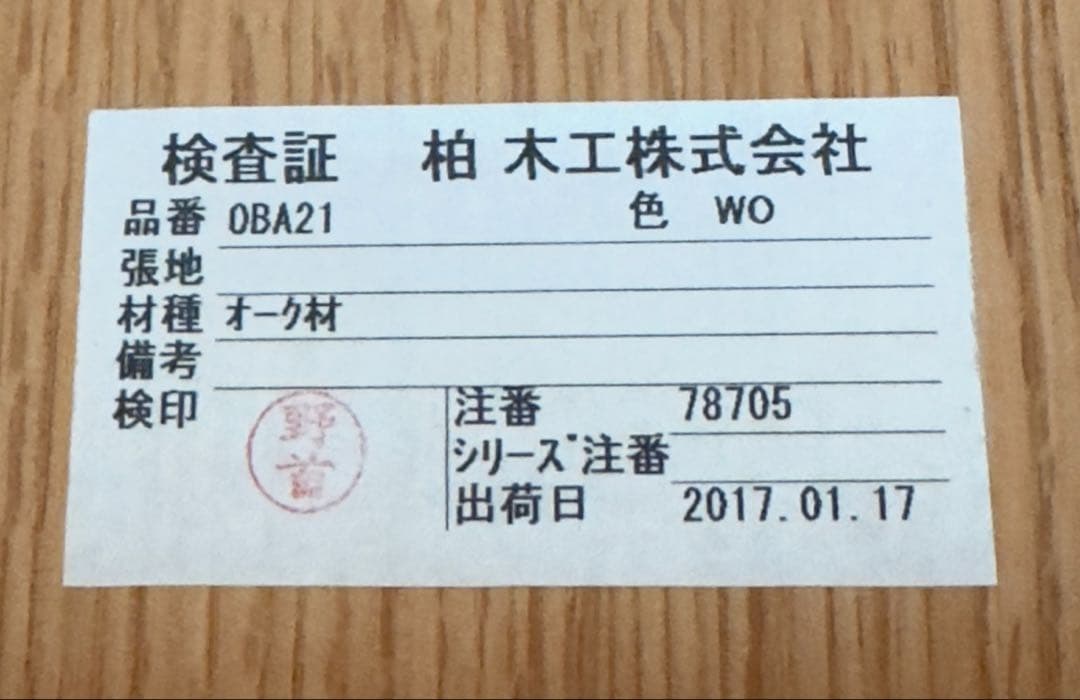 検査証 柏木工株式会社
品番 OBA21 色 WO
張地
材種 ｵｰｸ材
備考
検印 注番 78705
野首
ｼﾘｰｽﾞ注番
出荷日 2017.01.17